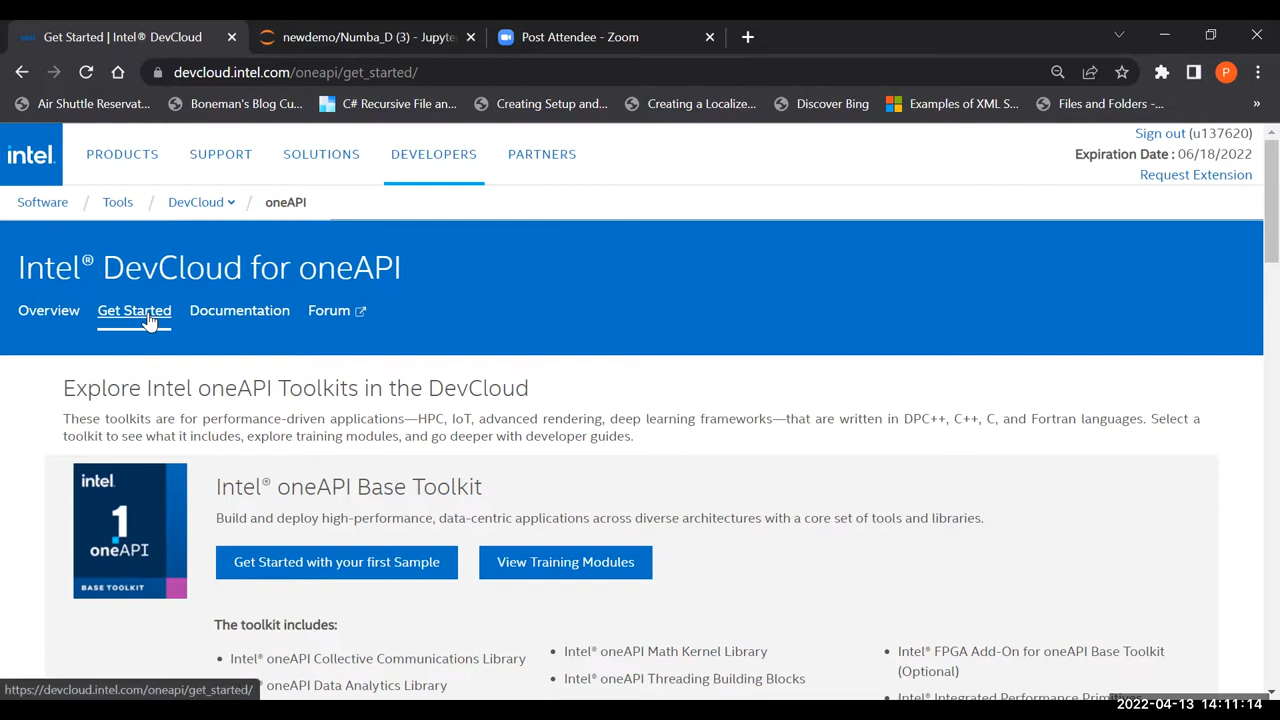 Get Started | Intel® DevCloud
newdemo/Numba_D (3) - Jupyte
Post Attendee - Zoom
devcloud.intel.com/oneapi/get_started/
P
Air Shuttle Reservat...
Boneman's Blog Cu...
C# Recursive File an...
Creating Setup and...
Creating a Localize...
Discover Bing
Examples of XML S...
Files and Folders -...
»
intel.
PRODUCTS
SUPPORT
SOLUTIONS
DEVELOPERS
PARTNERS
Sign out (u137620)
Expiration Date : 06/18/2022
Request Extension
Software / Tools / DevCloud / oneAPI
Intel® DevCloud for oneAPI
Overview
Get Started
Documentation
Forum
Explore Intel oneAPI Toolkits in the DevCloud
These toolkits are for performance-driven applications—HPC, IoT, advanced rendering, deep learning frameworks—that are written in DPC++, C++, C, and Fortran languages. Select a
toolkit to see what it includes, explore training modules, and go deeper with developer guides.
intel.
1
oneAPI
BASE TOOLKIT
Intel® oneAPI Base Toolkit
Build and deploy high-performance, data-centric applications across diverse architectures with a core set of tools and libraries.
Get Started with your first Sample
View Training Modules
The toolkit includes:
• Intel® oneAPI Collective Communications Library
® oneAPI Data Analytics Library
• Intel® oneAPI Math Kernel Library
• Intel® oneAPI Threading Building Blocks
• Intel® FPGA Add-On for oneAPI Base Toolkit
(Optional)
Intel® Integrated Performance Primitives
https://devcloud.intel.com/oneapi/get_started/
2022-04-13 14:11:14